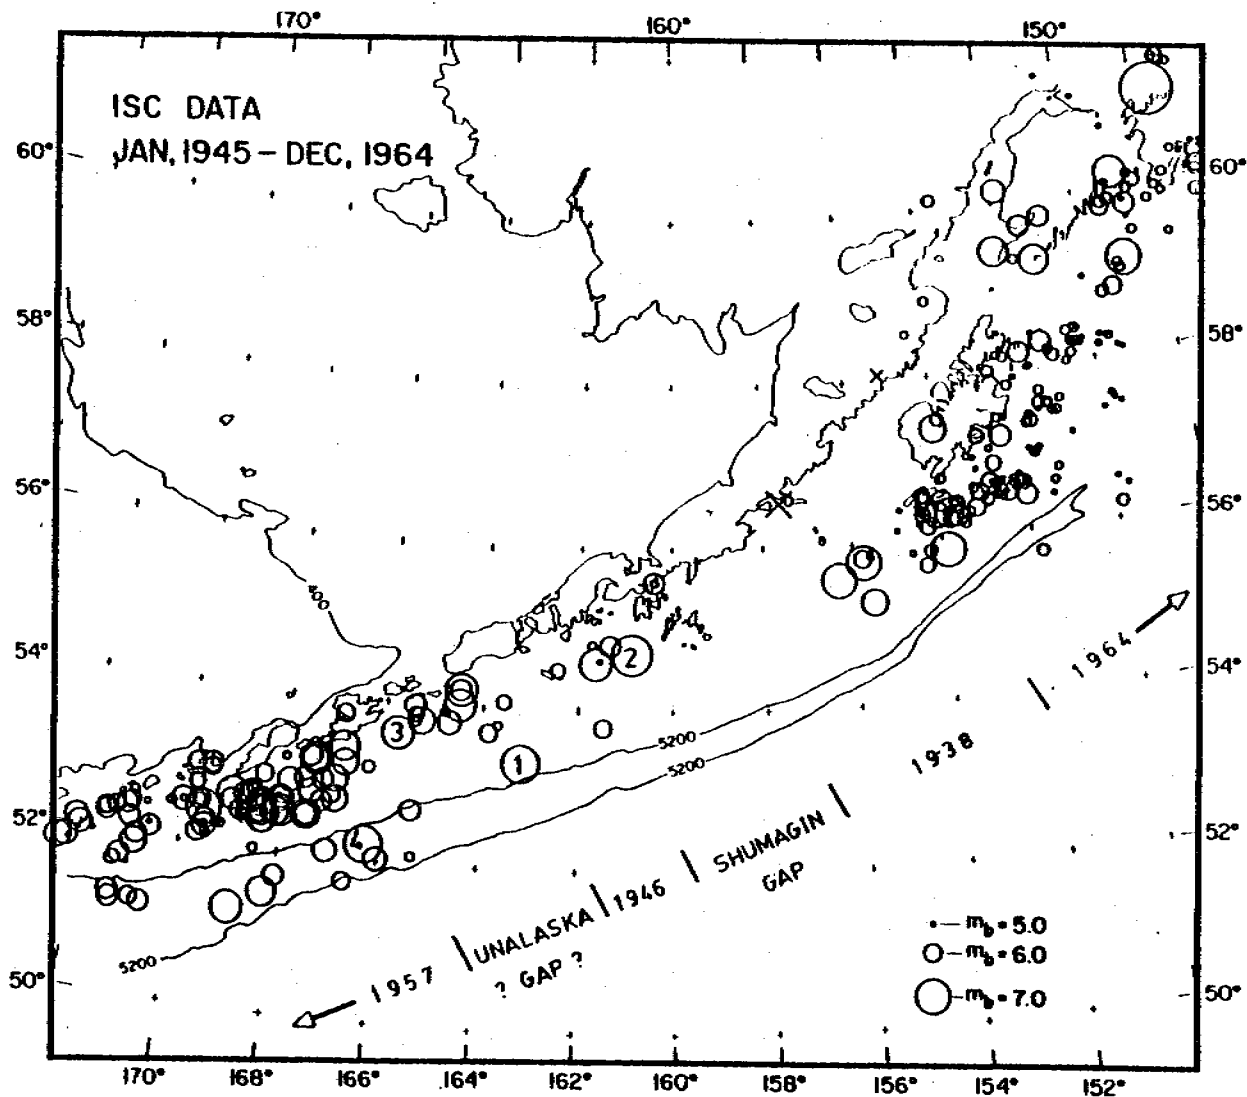 170° 160° 150°
ISC DATA
JAN, 1945 – DEC, 1964
60° 60°
58° 58°
56° 56°
400
54° 54°
2
3
1
5200
5200
1964
1938
52° 52°
4
SHUMAGIN
GAP
1946
UNALASKA
? GAP ?
1957
5200
50° 50°
• – mb = 5.0
○ – mb = 6.0
◯ – mb = 7.0
170° 168° 166° 164° 162° 160° 158° 156° 154° 152°